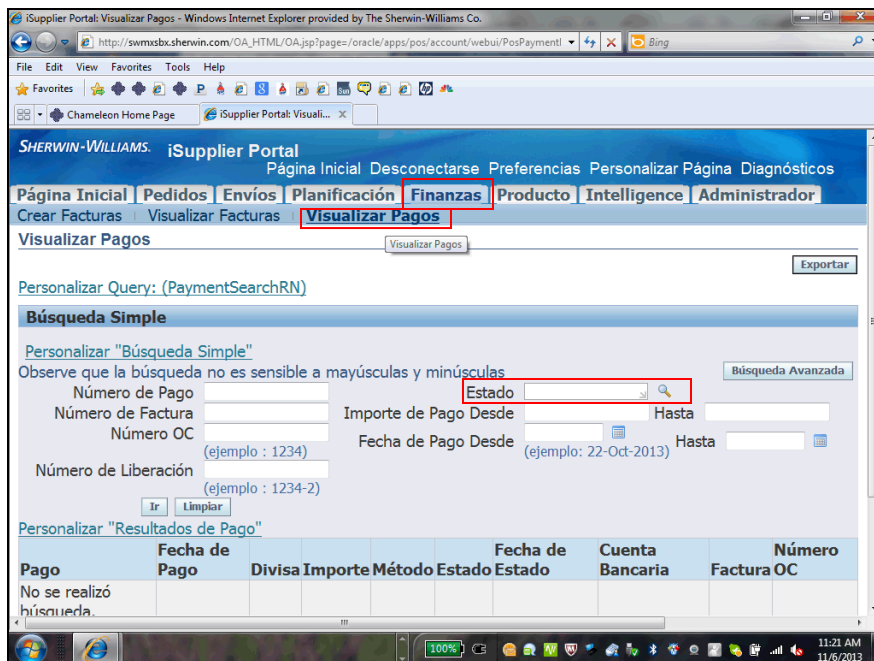 iSupplier Portal: Visualizar Pagos - Windows Internet Explorer provided by The Sherwin-Williams Co.
http://swmxsbx.sherwin.com/OA_HTML/OA.jsp?page=/oracle/apps/pos/account/webui/PosPaymentl
Bing
File Edit View Favorites Tools Help
Favorites
Chameleon Home Page
iSupplier Portal: Visuali...
SHERWIN-WILLIAMS. iSupplier Portal
Página Inicial Desconectarse Preferencias Personalizar Página Diagnósticos
Página Inicial Pedidos Envíos Planificación Finanzas Producto Intelligence Administrador
Crear Facturas Visualizar Facturas Visualizar Pagos
Visualizar Pagos
Visualizar Pagos
Exportar
Personalizar Query: (PaymentSearchRN)
Búsqueda Simple
Personalizar "Búsqueda Simple"
Observe que la búsqueda no es sensible a mayúsculas y minúsculas
Búsqueda Avanzada
Número de Pago Estado
Número de Factura Importe de Pago Desde Hasta
Número OC Fecha de Pago Desde Hasta
(ejemplo : 1234) (ejemplo: 22-Oct-2013)
Número de Liberación
(ejemplo : 1234-2)
Ir Limpiar
Personalizar "Resultados de Pago"
Pago Fecha de Pago Divisa Importe Método Estado Fecha de Estado Cuenta Bancaria Factura Número OC
No se realizó
búsqueda.
100%
11:21 AM
11/6/2013